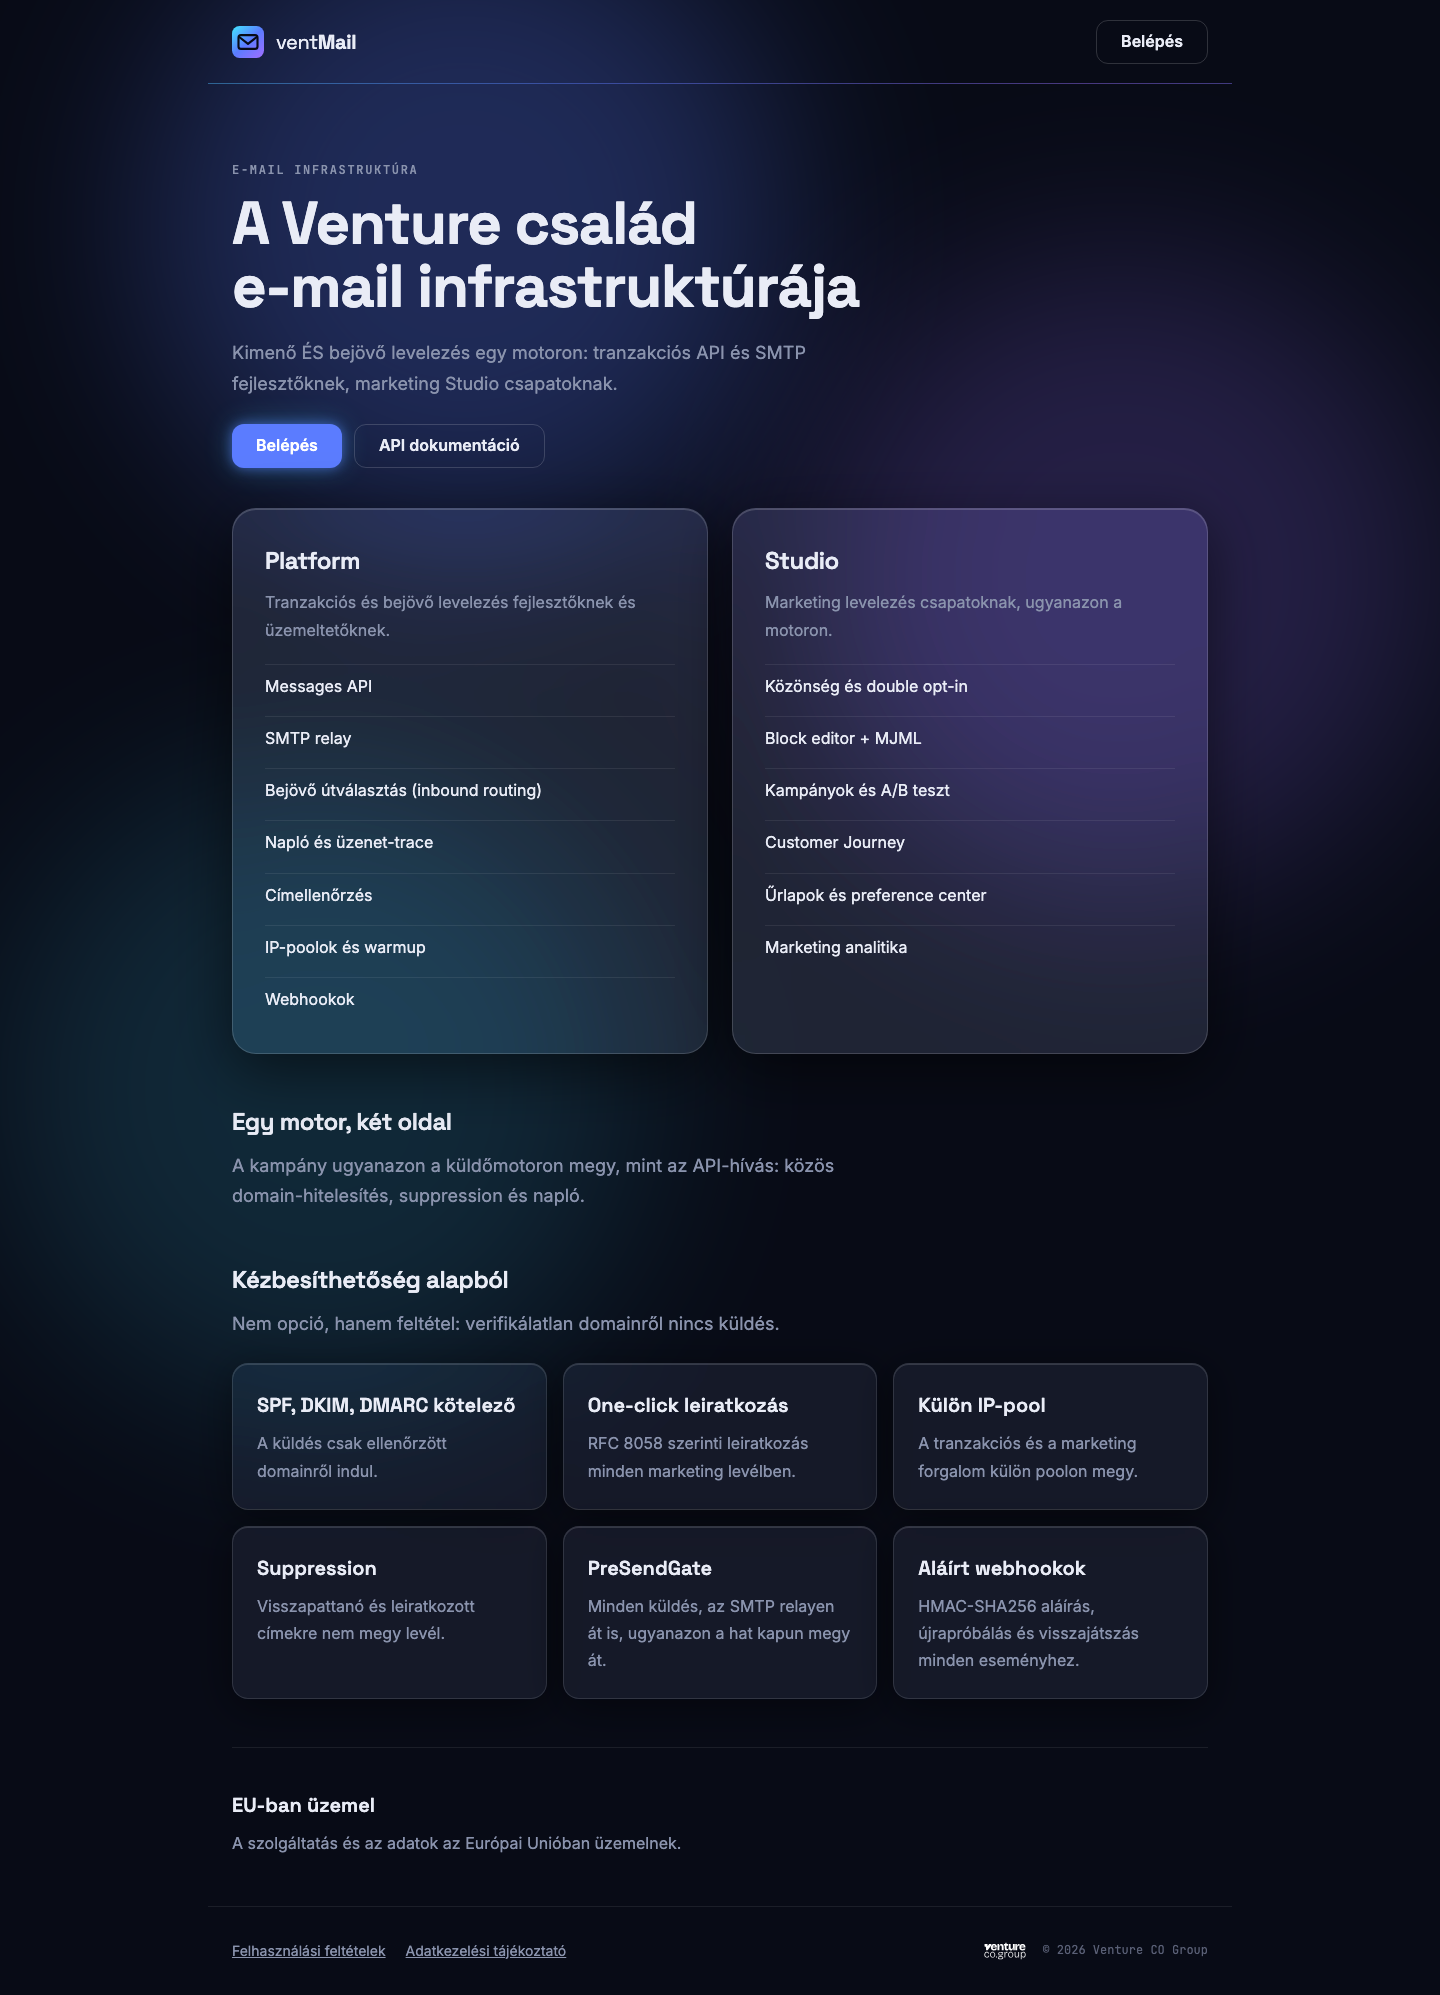 ventMail
Belépés
E-MAIL INFRASTRUKTÚRA
A Venture család
e-mail infrastruktúrája
Kimenő ÉS bejövő levelezés egy motoron: tranzakciós API és SMTP
fejlesztőknek, marketing Studio csapatoknak.
Belépés
API dokumentáció
Platform
Tranzakciós és bejövő levelezés fejlesztőknek és
üzemeltetőknek.
Messages API
SMTP relay
Bejövő útválasztás (inbound routing)
Napló és üzenet-trace
Címellenőrzés
IP-poolok és warmup
Webhookok
Studio
Marketing levelezés csapatoknak, ugyanazon a
motoron.
Közönség és double opt-in
Block editor + MJML
Kampányok és A/B teszt
Customer Journey
Űrlapok és preference center
Marketing analitika
Egy motor, két oldal
A kampány ugyanazon a küldőmotoron megy, mint az API-hívás: közös
domain-hitelesítés, suppression és napló.
Kézbesíthetőség alapból
Nem opció, hanem feltétel: verifikálatlan domainről nincs küldés.
SPF, DKIM, DMARC kötelező
A küldés csak ellenőrzött
domainről indul.
One-click leiratkozás
RFC 8058 szerinti leiratkozás
minden marketing levélben.
Külön IP-pool
A tranzakciós és a marketing
forgalom külön poolon megy.
Suppression
Visszapattanó és leiratkozott
címekre nem megy levél.
PreSendGate
Minden küldés, az SMTP relayen
át is, ugyanazon a hat kapun megy
át.
Aláírt webhookok
HMAC-SHA256 aláírás,
újrapróbálás és visszajátszás
minden eseményhez.
EU-ban üzemel
A szolgáltatás és az adatok az Európai Unióban üzemelnek.
Felhasználási feltételek
Adatkezelési tájékoztató
venture
co.group
© 2026 Venture CO Group